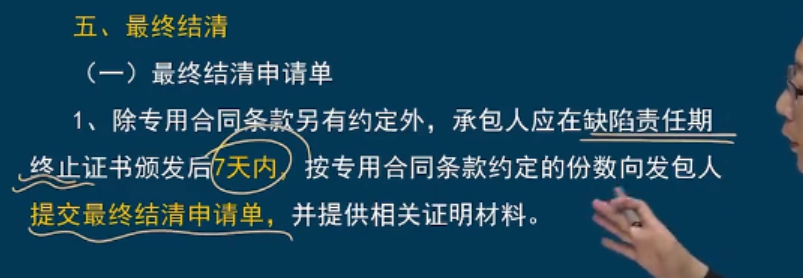 五、最终结清
（一）最终结清申请单
1、除专用合同条款另有约定外，承包人应在缺陷责任期
终止证书颁发后7天内，按专用合同条款约定的份数向发包人
提交最终结清申请单，并提供相关证明材料。